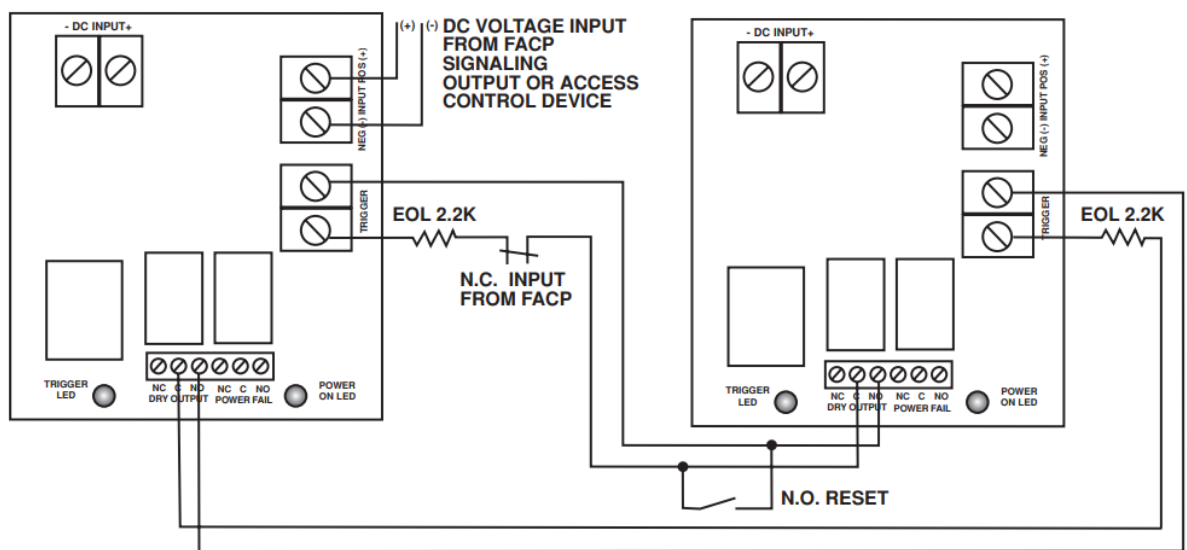 - DC INPUT+
(+) (-) DC VOLTAGE INPUT
FROM FACP
SIGNALING
OUTPUT OR ACCESS
CONTROL DEVICE
NEG (-) INPUT POS (+)
TRIGGER
EOL 2.2K
N.C. INPUT
FROM FACP
TRIGGER
LED
NC C NO NC C NO
DRY OUTPUT POWER FAIL
POWER
ON LED
- DC INPUT+
NEG (-) INPUT POS (+)
TRIGGER
EOL 2.2K
TRIGGER
LED
NC C NO NC C NO
DRY OUTPUT POWER FAIL
POWER
ON LED
N.O. RESET